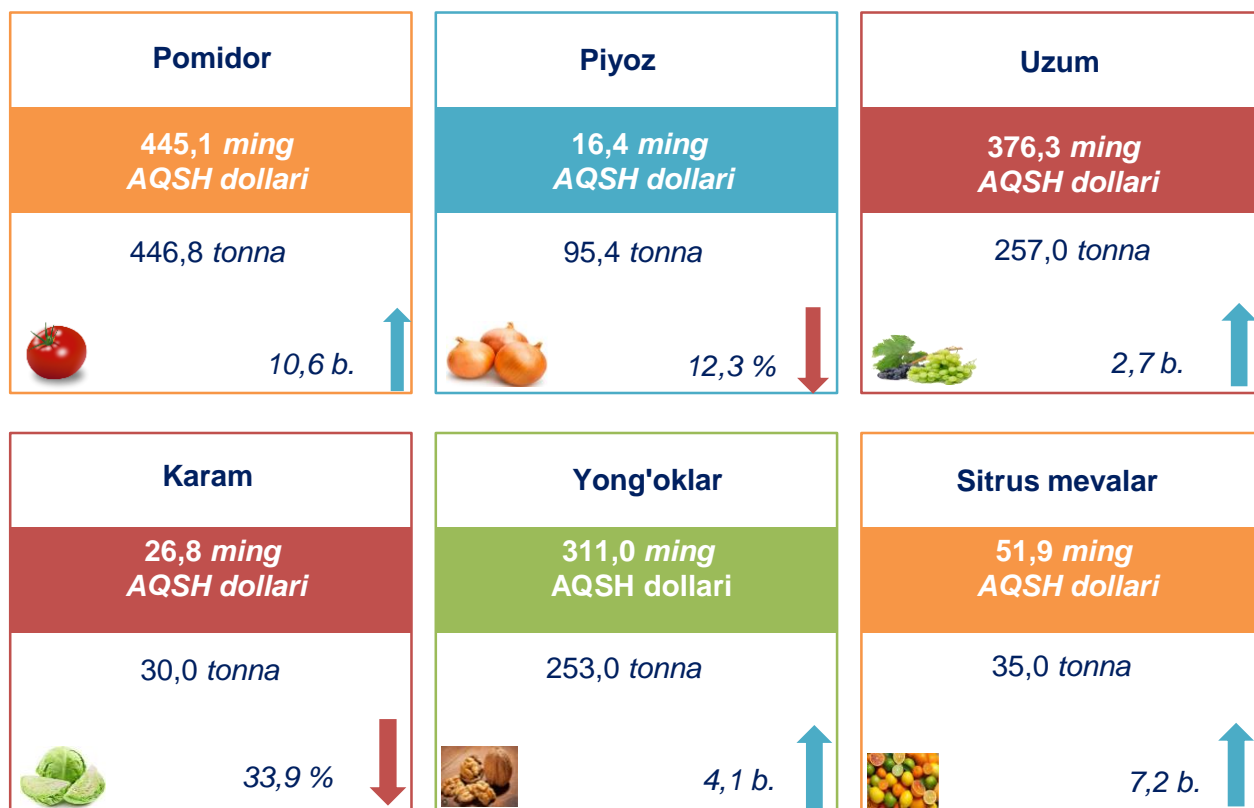 Pomidor
445,1 ming
AQSH dollari
446,8 tonna
10,6 b.
Piyoz
16,4 ming
AQSH dollari
95,4 tonna
12,3 %
Uzum
376,3 ming
AQSH dollari
257,0 tonna
2,7 b.
Karam
26,8 ming
AQSH dollari
30,0 tonna
33,9 %
Yong'oklar
311,0 ming
AQSH dollari
253,0 tonna
4,1 b.
Sitrus mevalar
51,9 ming
AQSH dollari
35,0 tonna
7,2 b.